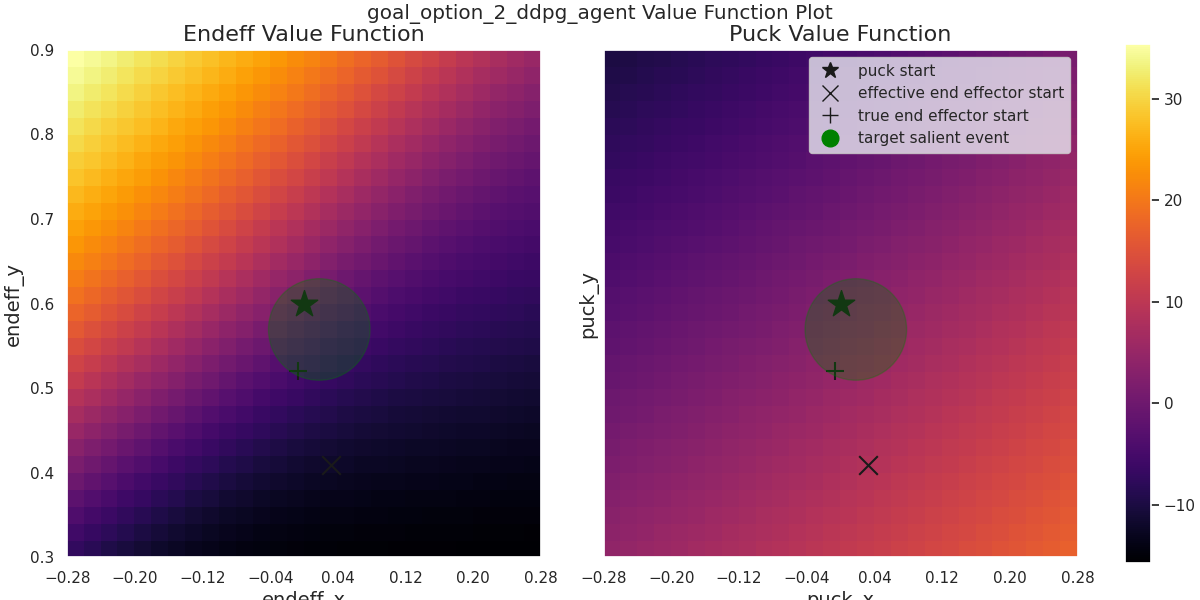 goal_option_2_ddpg_agent Value Function Plot
Endeff Value Function
Puck Value Function
0.9
0.8
0.7
0.6
0.5
0.4
0.3
endeff_y
−0.28 −0.20 −0.12 −0.04 0.04 0.12 0.20 0.28
endeff_x
puck start
effective end effector start
true end effector start
target salient event
puck_y
−0.28 −0.20 −0.12 −0.04 0.04 0.12 0.20 0.28
puck_x
30
20
10
0
−10